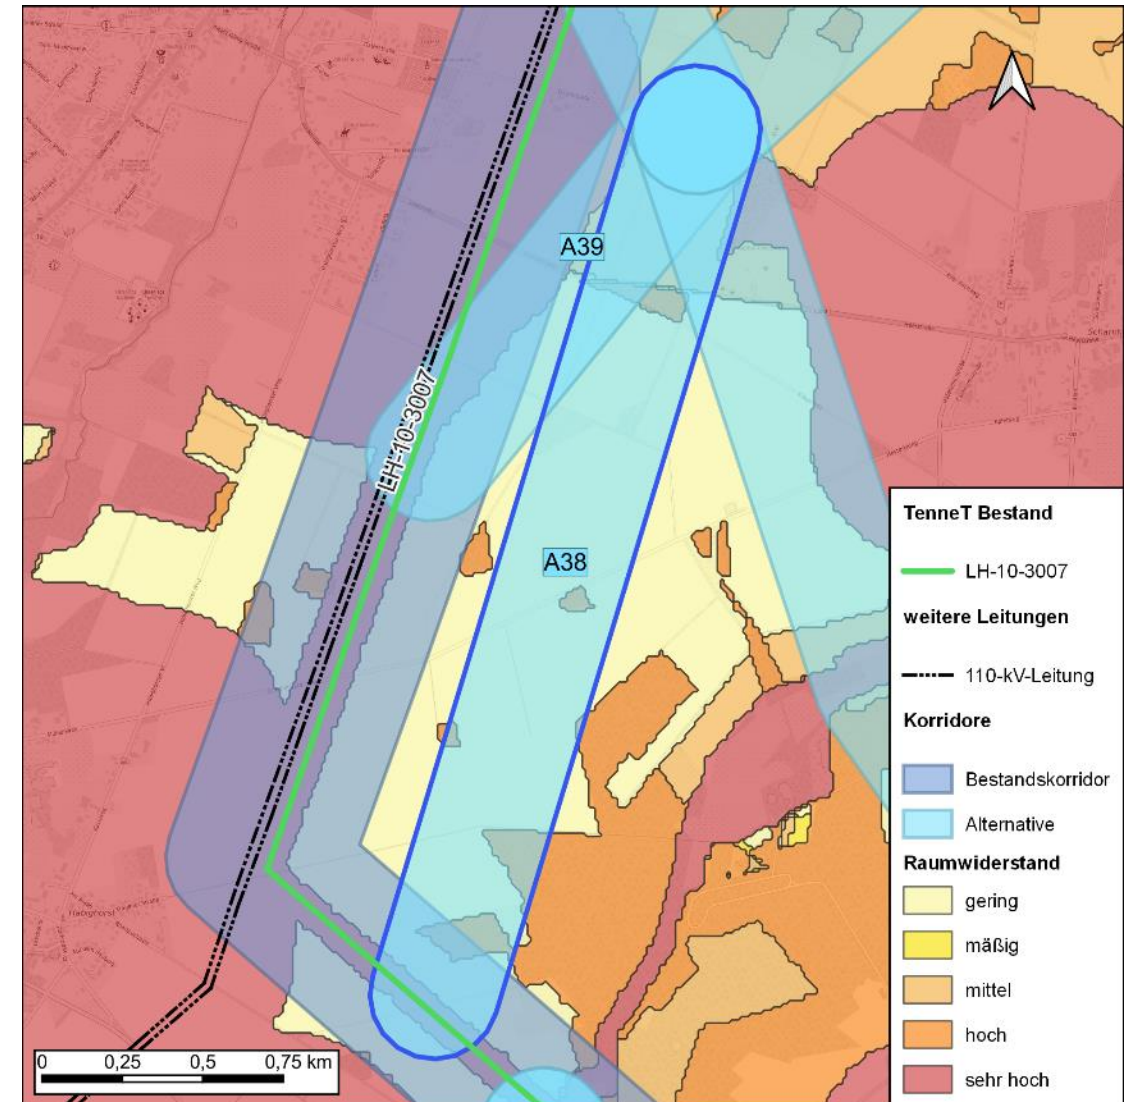 A39
LH-10-3007
A38
Habighorst
TenneT Bestand
LH-10-3007
weitere Leitungen
110-kV-Leitung
Korridore
Bestandskorridor
Alternative
Raumwiderstand
gering
mäßig
mittel
hoch
sehr hoch
0 0,25 0,5 0,75 km